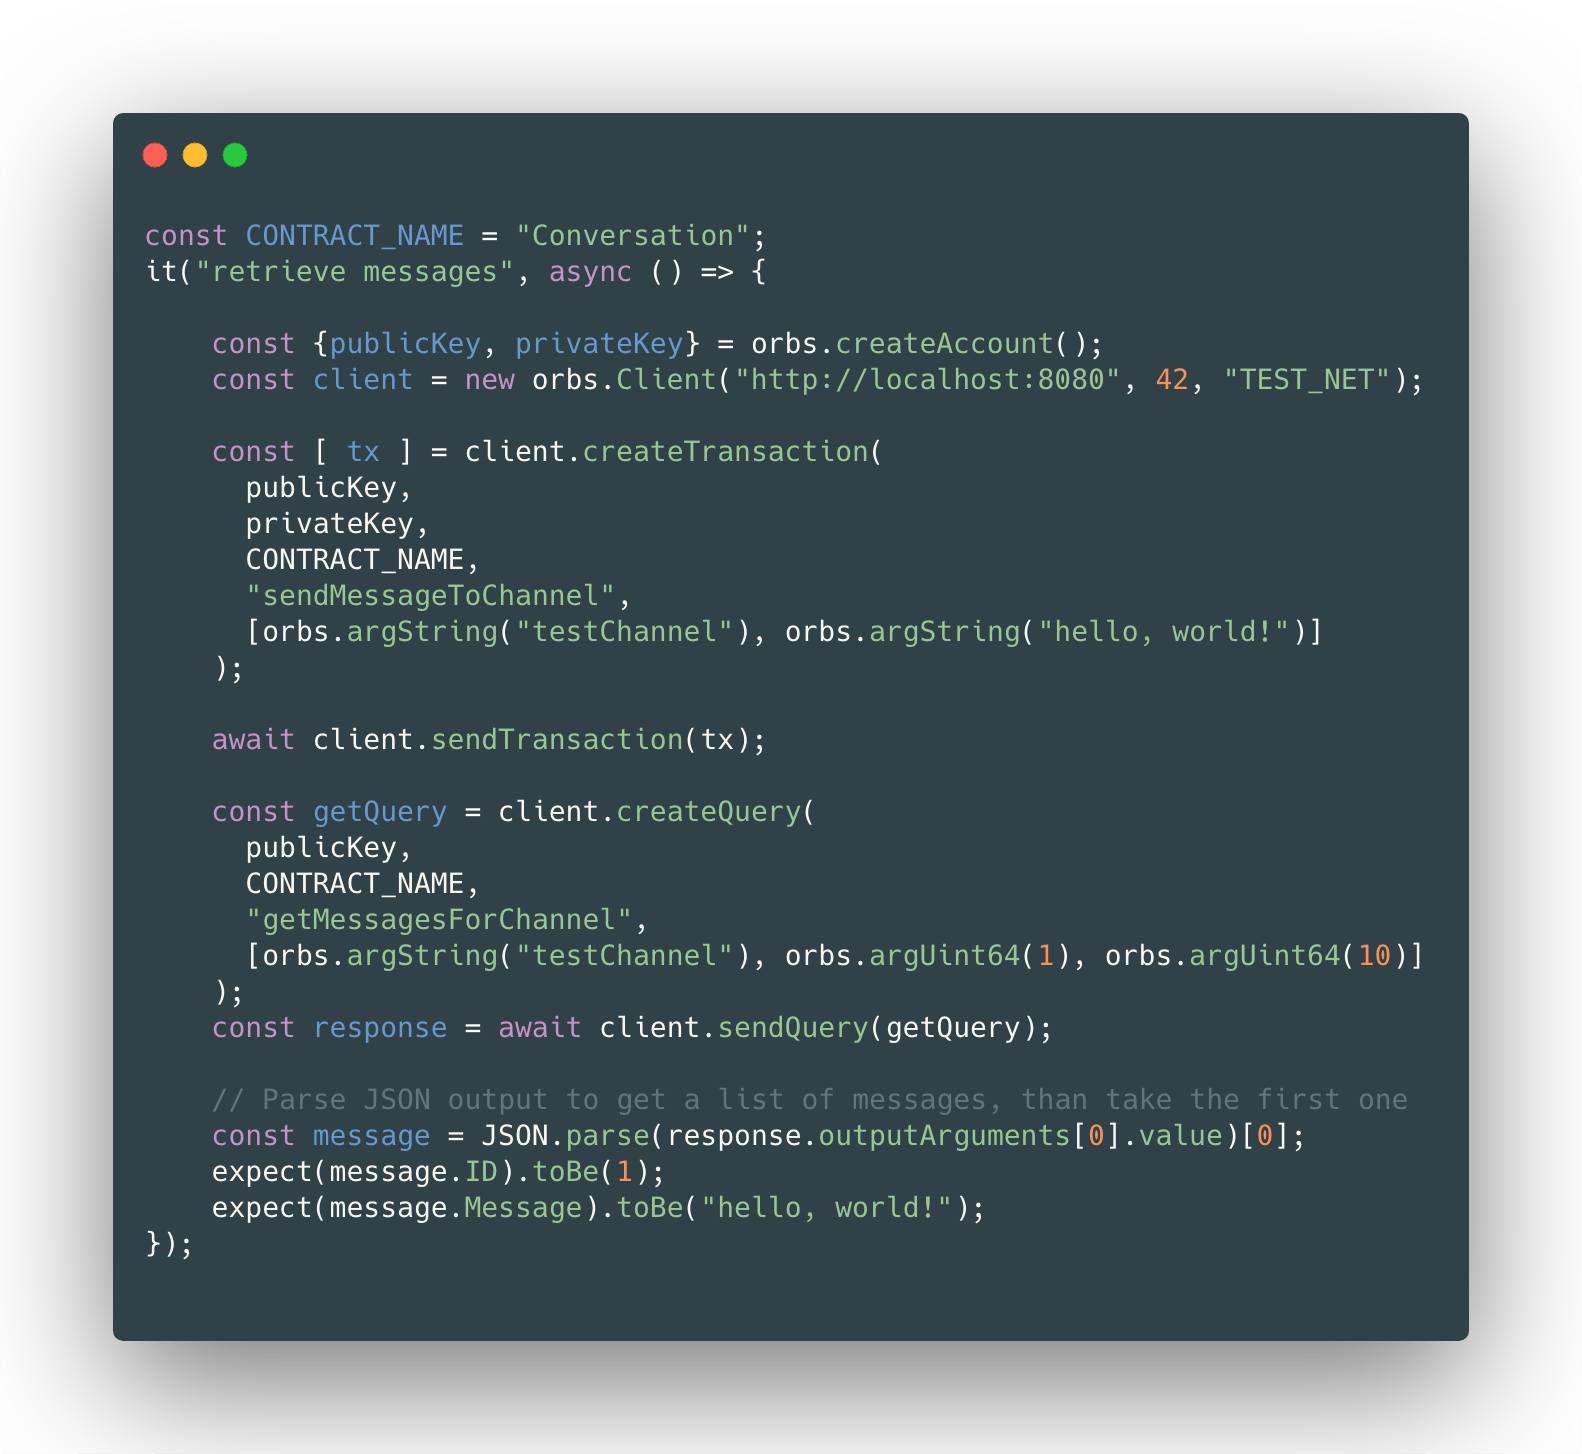 const CONTRACT_NAME = "Conversation";
it("retrieve messages", async () => {
const {publicKey, privateKey} = orbs.createAccount();
const client = new orbs.Client("http://localhost:8080", 42, "TEST_NET");
const [ tx ] = client.createTransaction(
publicKey,
privateKey,
CONTRACT_NAME,
"sendMessageToChannel",
[orbs.argString("testChannel"), orbs.argString("hello, world!")]
);
await client.sendTransaction(tx);
const getQuery = client.createQuery(
publicKey,
CONTRACT_NAME,
"getMessagesForChannel",
[orbs.argString("testChannel"), orbs.argUint64(1), orbs.argUint64(10)]
);
const response = await client.sendQuery(getQuery);
// Parse JSON output to get a list of messages, than take the first one
const message = JSON.parse(response.outputArguments[0].value)[0];
expect(message.ID).toBe(1);
expect(message.Message).toBe("hello, world!");
});